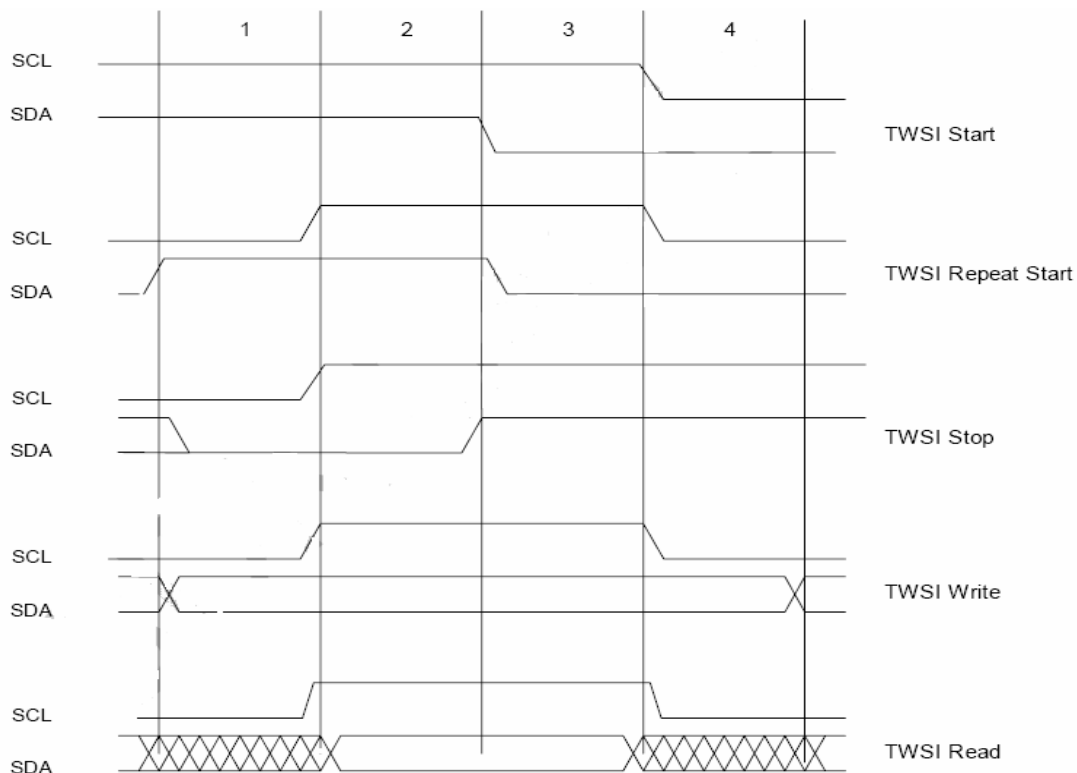 1 2 3 4
SCL
SDA
TWSI Start
SCL
SDA
TWSI Repeat Start
SCL
SDA
TWSI Stop
SCL
SDA
TWSI Write
SCL
SDA
TWSI Read